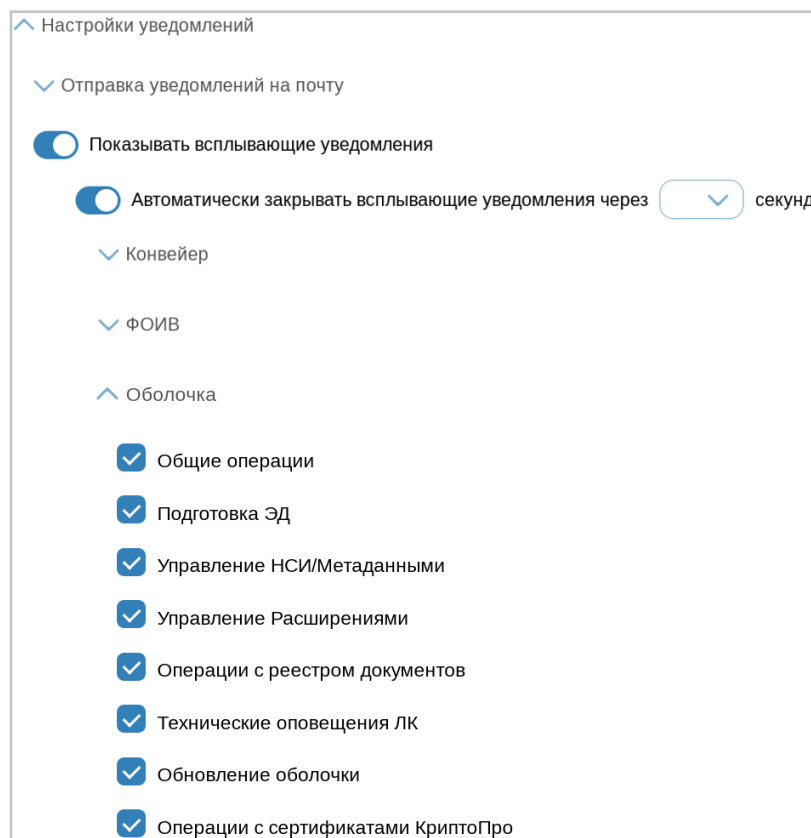 Настройки уведомлений
Отправка уведомлений на почту
Показывать всплывающие уведомления
Автоматически закрывать всплывающие уведомления через секунд
Конвейер
ФОИВ
Оболочка
Общие операции
Подготовка ЭД
Управление НСИ/Метаданными
Управление Расширениями
Операции с реестром документов
Технические оповещения ЛК
Обновление оболочки
Операции с сертификатами КриптоПро